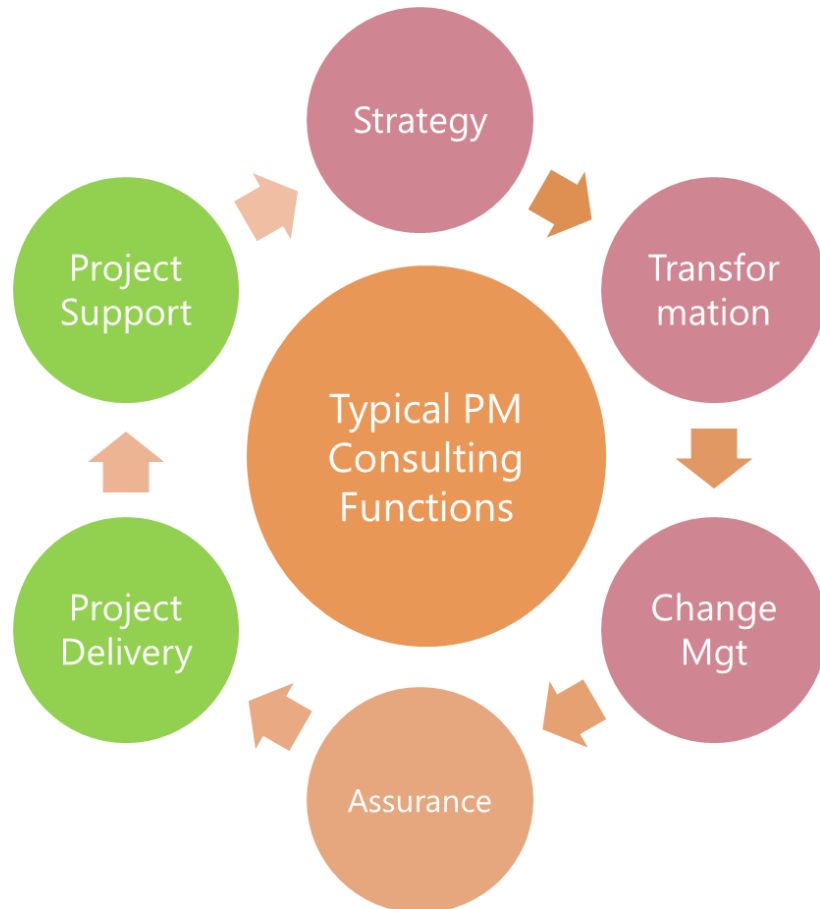 Strategy
Transfor
mation
Change
Mgt
Assurance
Project
Delivery
Project
Support
Typical PM
Consulting
Functions